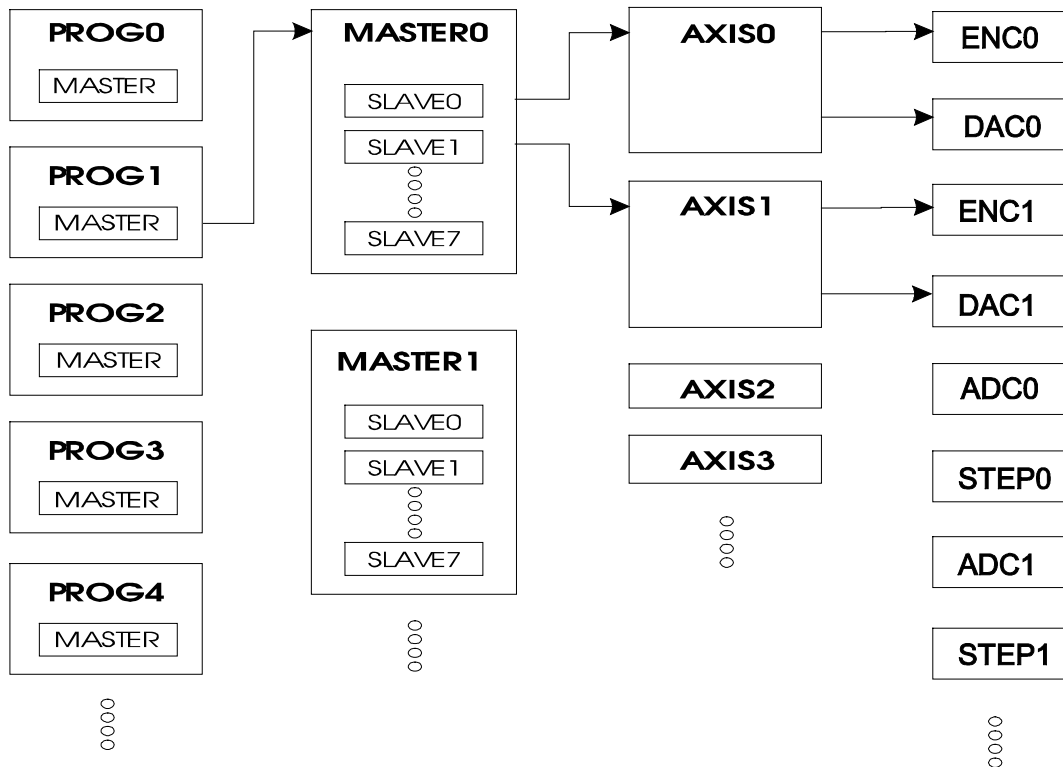 PROG0
MASTER
PROG1
MASTER
PROG2
MASTER
PROG3
MASTER
PROG4
MASTER
MASTER0
SLAVE0
SLAVE1
SLAVE7
MASTER1
SLAVE0
SLAVE1
SLAVE7
AXIS0
AXIS1
AXIS2
AXIS3
ENC0
DAC0
ENC1
DAC1
ADC0
STEP0
ADC1
STEP1